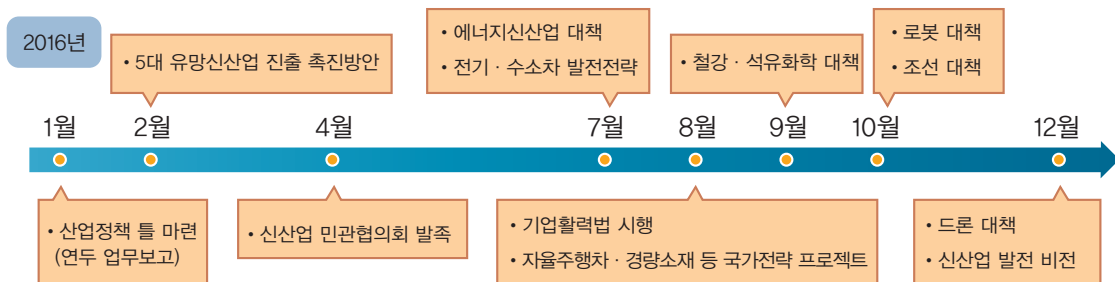 2016년
• 5대 유망신산업 진출 촉진방안
• 에너지신산업 대책
• 전기 · 수소차 발전전략
• 철강 · 석유화학 대책
• 로봇 대책
• 조선 대책
1월 2월 4월 7월 8월 9월 10월 12월
• 산업정책 틀 마련
(연두 업무보고)
• 신산업 민관협의회 발족
• 기업활력법 시행
• 자율주행차 · 경량소재 등 국가전략 프로젝트
• 드론 대책
• 신산업 발전 비전